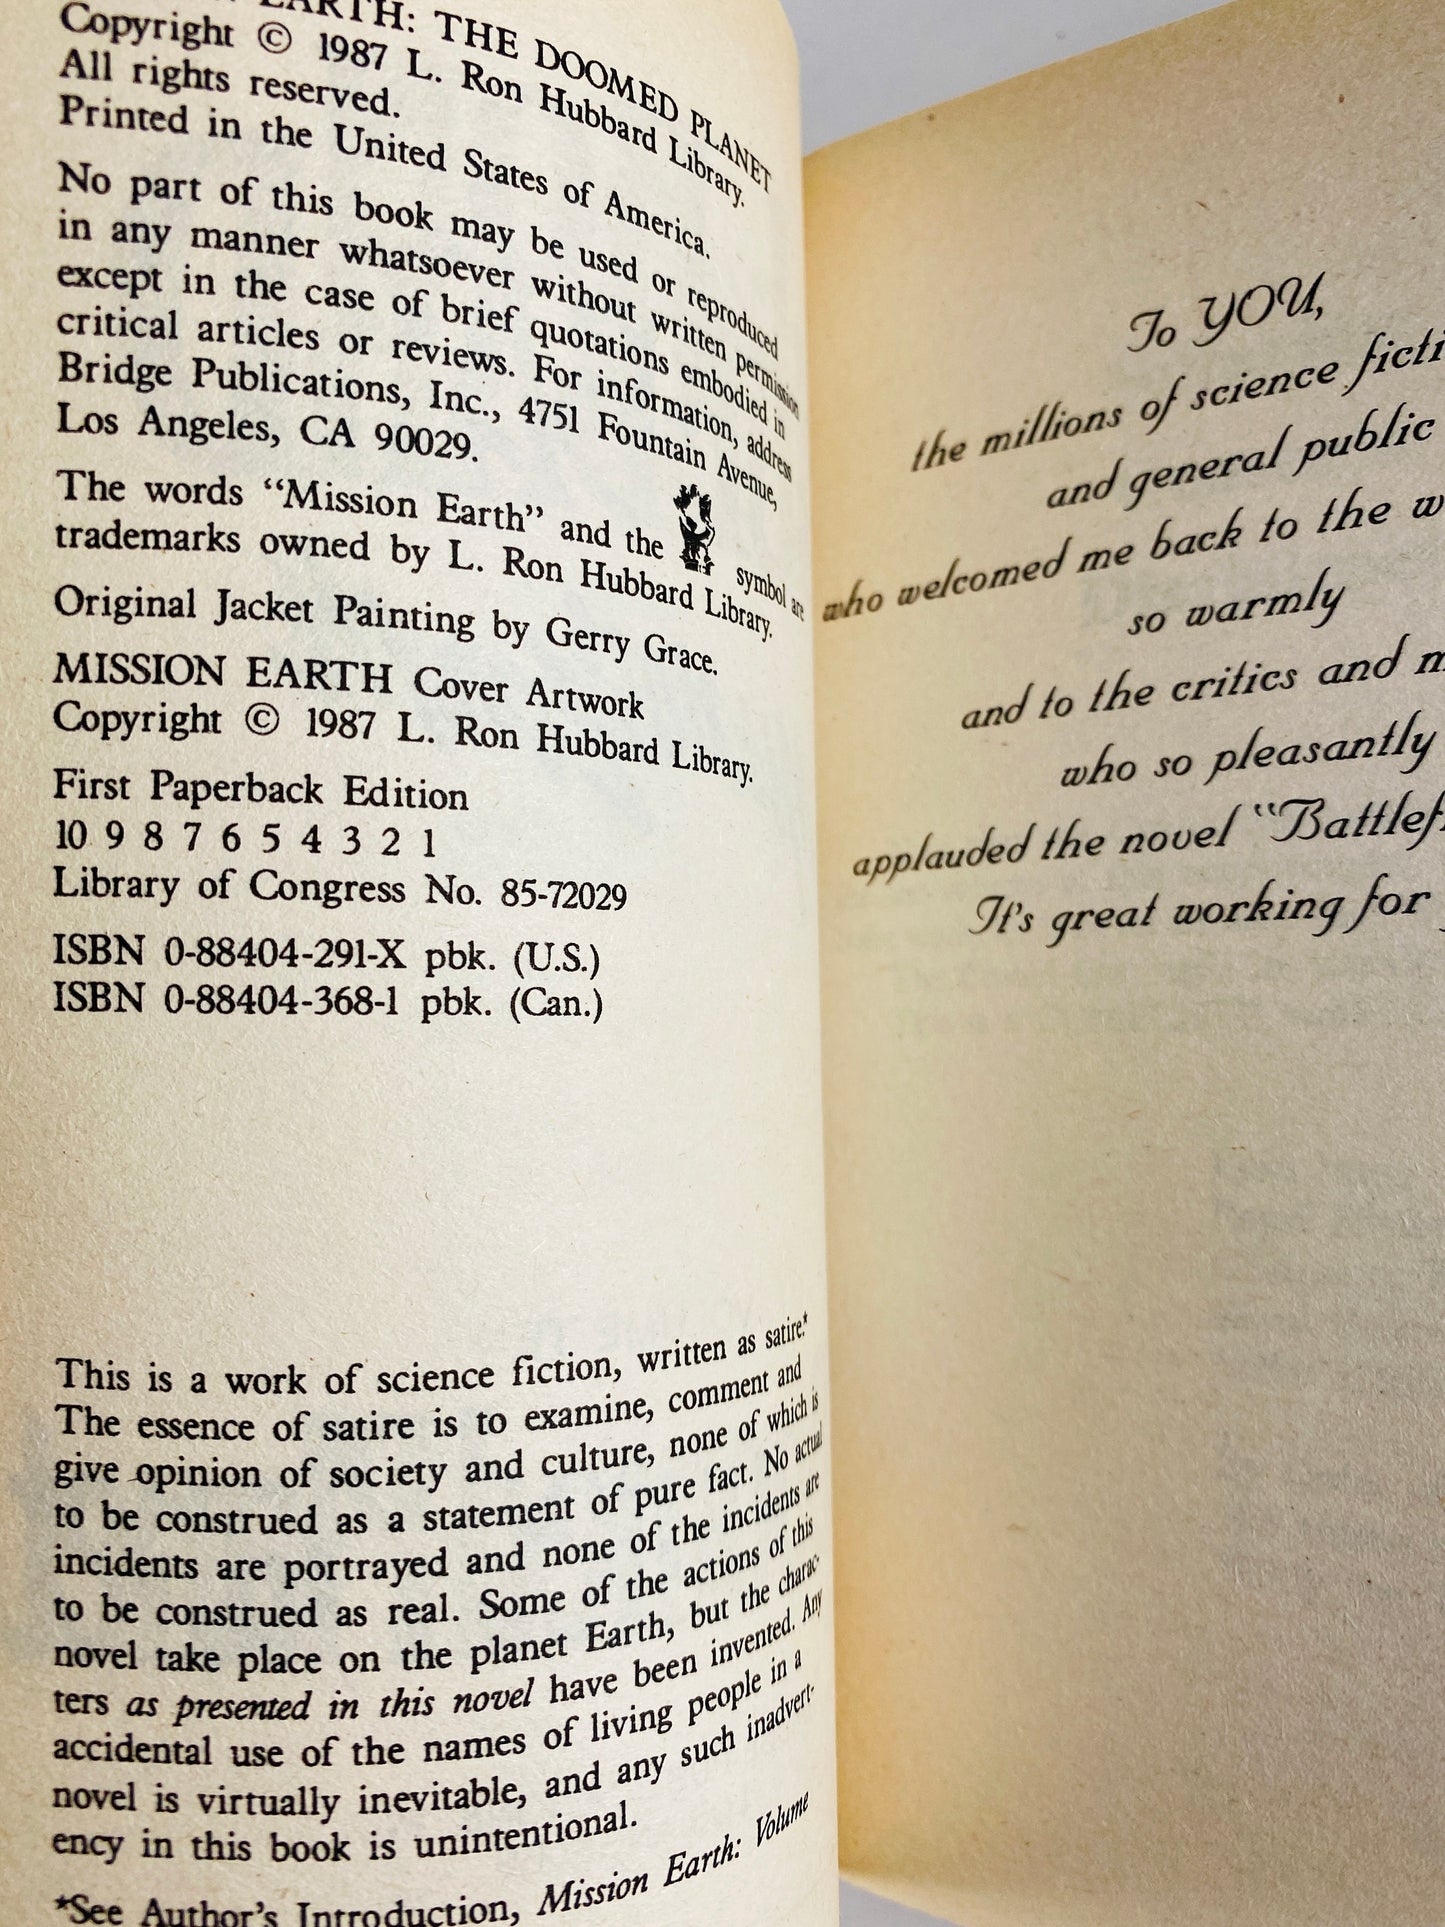 EARTH: THE DOOMED PLANET
Copyright © 1987 L. Ron Hubbard Library.
All rights reserved.
Printed in the United States of America.
No part of this book may be used or reproduced
in any manner whatsoever without written permission
except in the case of brief quotations embodied in
critical articles or reviews. For information, address
Bridge Publications, Inc., 4751 Fountain Avenue,
Los Angeles, CA 90029.
The words “Mission Earth” and the symbol are
trademarks owned by L. Ron Hubbard Library.
Original Jacket Painting by Gerry Grace.
MISSION EARTH Cover Artwork
Copyright © 1987 L. Ron Hubbard Library.
First Paperback Edition
10 9 8 7 6 5 4 3 2 1
Library of Congress No. 85-72029
ISBN 0-88404-291-X pbk. (U.S.)
ISBN 0-88404-368-1 pbk. (Can.)
This is a work of science fiction, written as satire.*
The essence of satire is to examine, comment and
give opinion of society and culture, none of which is
to be construed as a statement of pure fact. No actual
incidents are portrayed and none of the incidents are
to be construed as real. Some of the actions of this
novel take place on the planet Earth, but the charac-
ters as presented in this novel have been invented. Any
accidental use of the names of living people in a
novel is virtually inevitable, and any such inadvert-
ency in this book is unintentional.
*See Author's Introduction, Mission Earth: Volume
To YOU,
the millions of science ficti
and general public
who welcomed me back to the w
so warmly
and to the critics and m
who so pleasantly
applauded the novel “Battlef
It's great working for